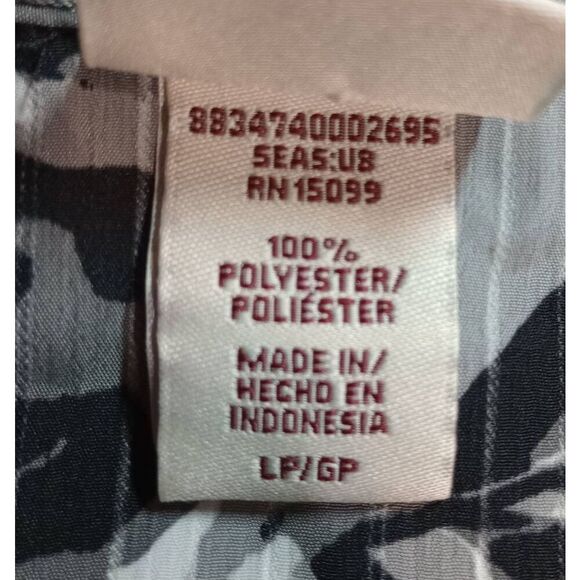 8834740002695
SEAS:U8
RN 15099
100%
POLYESTER/
POLIÉSTER
MADE IN/
HECHO EN
INDONESIA
LP/GP